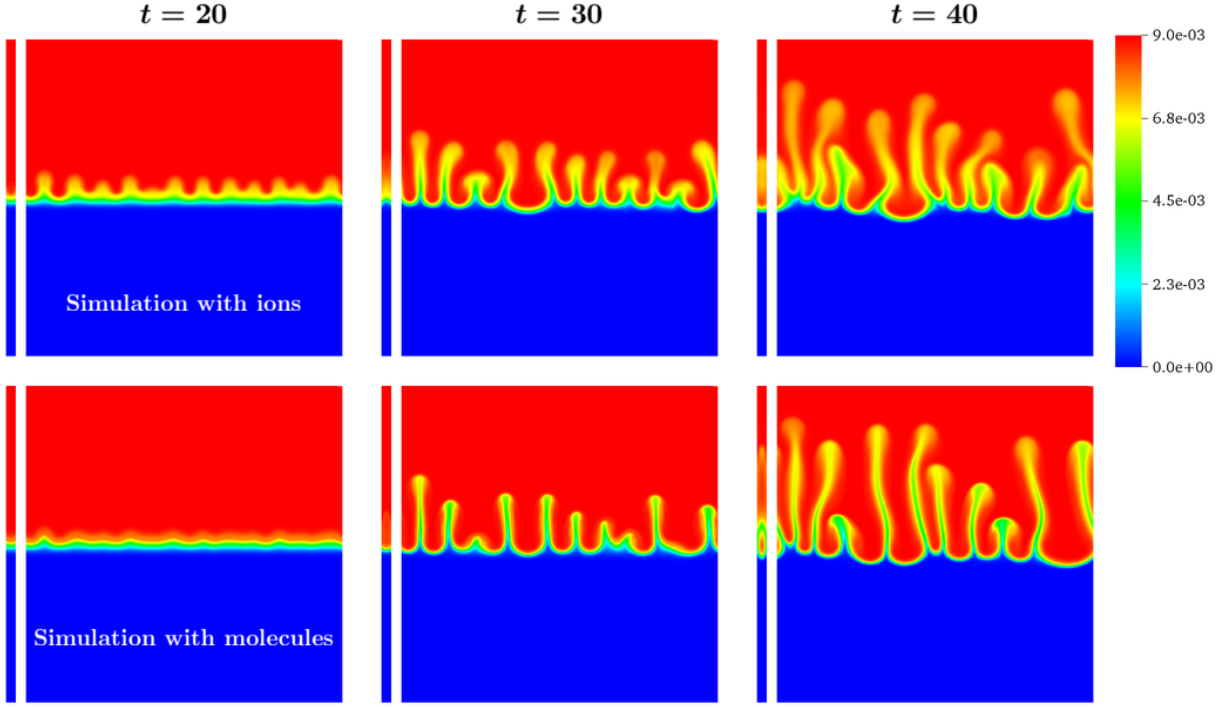 t = 20
t = 30
t = 40
9.0e-03
6.8e-03
4.5e-03
2.3e-03
0.0e+00
Simulation with ions
Simulation with molecules